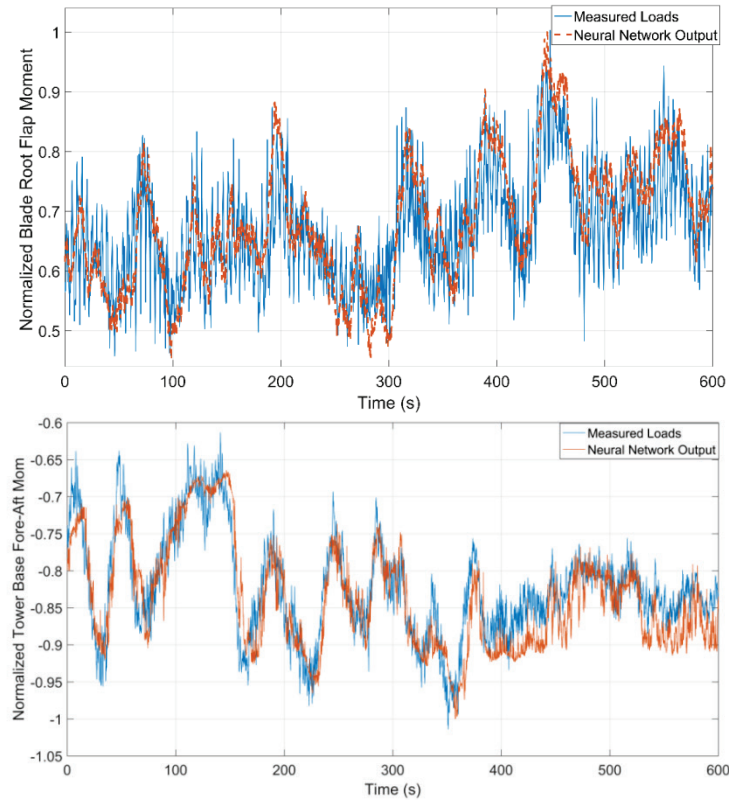 Measured Loads
Neural Network Output
Normalized Blade Root Flap Moment
1
0.9
0.8
0.7
0.6
0.5
0 100 200 300 400 500 600
Time (s)
Measured Loads
Neural Network Output
Normalized Tower Base Fore-Aft Mom
-0.6
-0.65
-0.7
-0.75
-0.8
-0.85
-0.9
-0.95
-1
-1.05
0 100 200 300 400 500 600
Time (s)